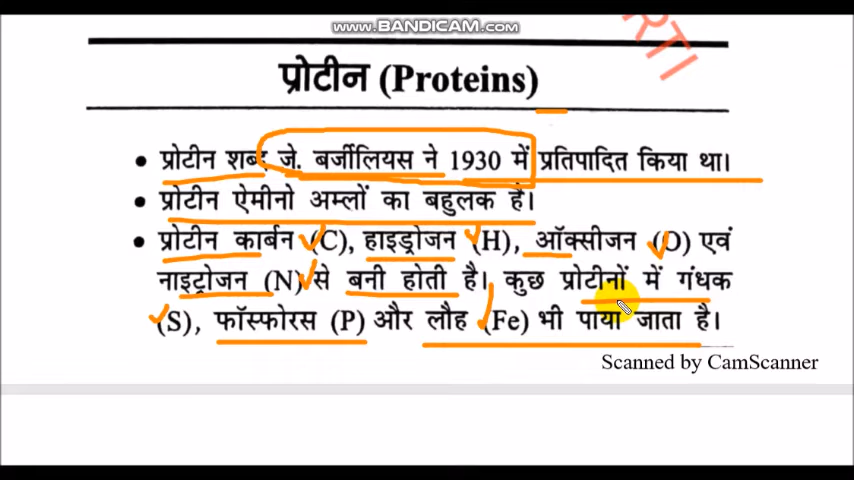 www.BANDICAM.com
RTI
प्रोटीन (Proteins)
• प्रोटीन शब्द जे. बर्जीलियस ने 1930 में प्रतिपादित किया था।
• प्रोटीन ऐमीनो अम्लों का बहुलक है।
• प्रोटीन कार्बन (C), हाइड्रोजन (H), ऑक्सीजन (O) एवं
नाइट्रोजन (N) से बनी होती है। कुछ प्रोटीनों में गंधक
(S), फॉस्फोरस (P) और लौह (Fe) भी पाया जाता है।
Scanned by CamScanner